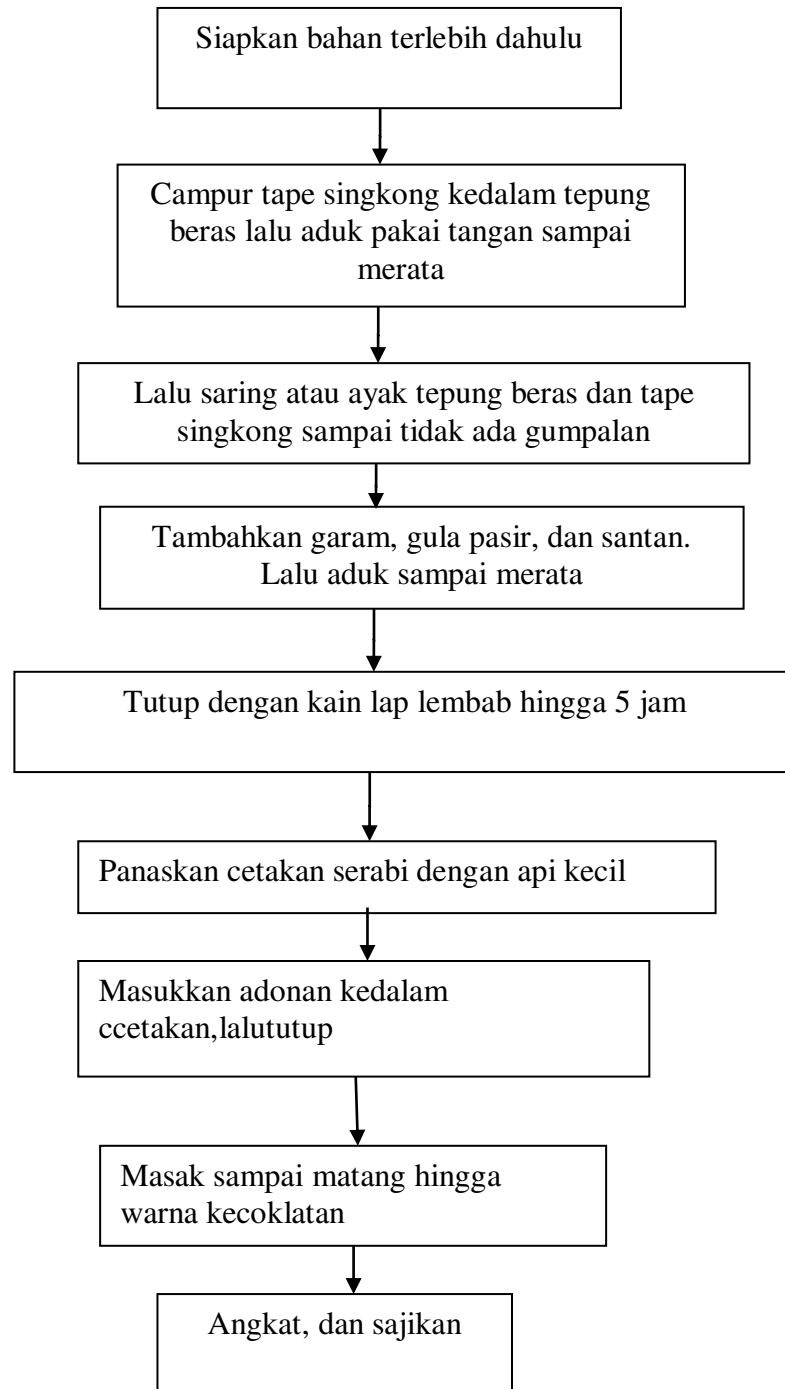 Siapkan bahan terlebih dahulu
Campur tape singkong kedalam tepung
beras lalu aduk pakai tangan sampai
merata
Lalu saring atau ayak tepung beras dan tape
singkong sampai tidak ada gumpalan
Tambahkan garam, gula pasir, dan santan.
Lalu aduk sampai merata
Tutup dengan kain lap lembab hingga 5 jam
Panaskan cetakan serabi dengan api kecil
Masukkan adonan kedalam
ccetakan,lalututup
Masak sampai matang hingga
warna kecoklatan
Angkat, dan sajikan